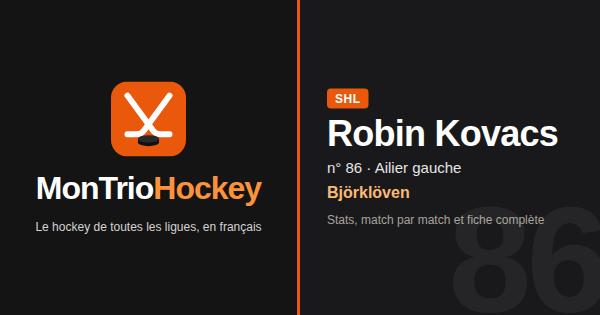 MonTrioHockey
Le hockey de toutes les ligues, en français
SHL
Robin Kovacs
n° 86 · Ailier gauche
Björklöven
Stats, match par match et fiche complète
86